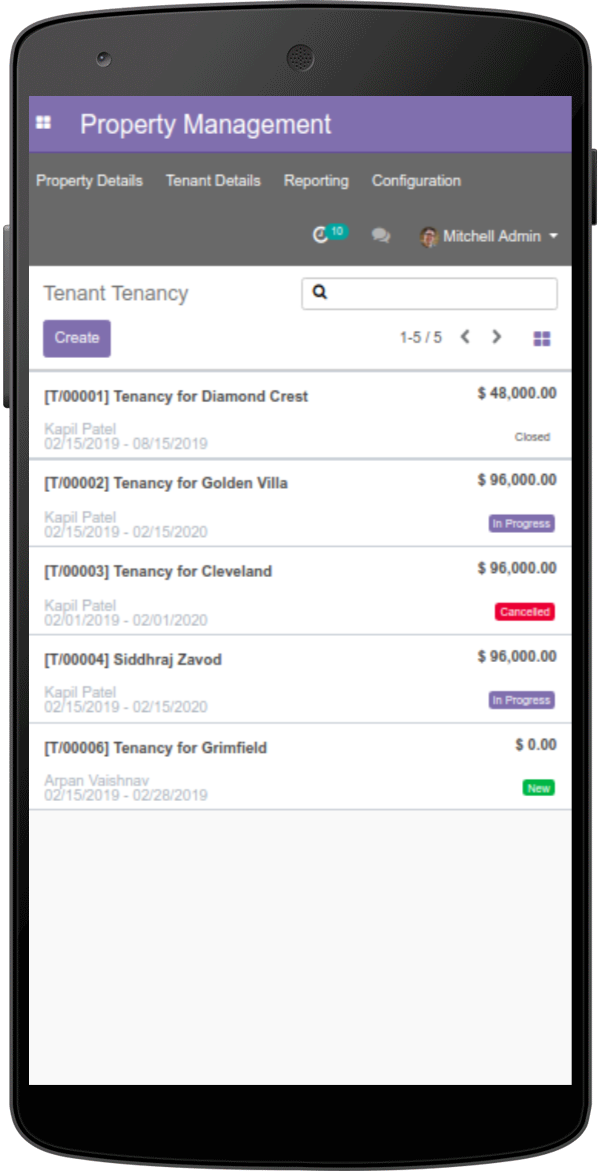 Property Management
Property Details Tenant Details Reporting Configuration
10 Mitchell Admin
Tenant Tenancy
Create 1-5 / 5
[T/00001] Tenancy for Diamond Crest $ 48,000.00
Kapil Patel
02/15/2019 - 08/15/2019 Closed
[T/00002] Tenancy for Golden Villa $ 96,000.00
Kapil Patel
02/15/2019 - 02/15/2020 In Progress
[T/00003] Tenancy for Cleveland $ 96,000.00
Kapil Patel
02/01/2019 - 02/01/2020 Cancelled
[T/00004] Siddhraj Zavod $ 96,000.00
Kapil Patel
02/15/2019 - 02/15/2020 In Progress
[T/00006] Tenancy for Grimfield $ 0.00
Arpan Vaishnav
02/15/2019 - 02/28/2019 New